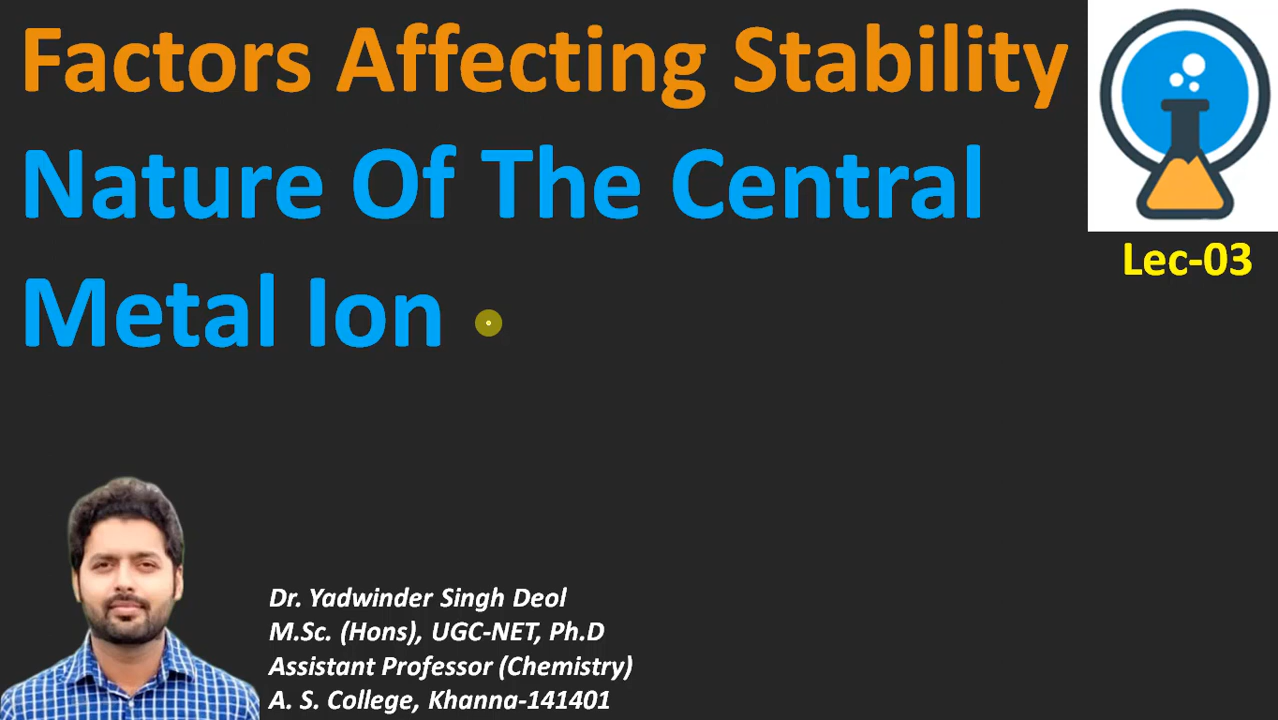 Factors Affecting Stability
Nature Of The Central
Metal Ion
Lec-03
Dr. Yadwinder Singh Deol
M.Sc. (Hons), UGC-NET, Ph.D
Assistant Professor (Chemistry)
A. S. College, Khanna-141401